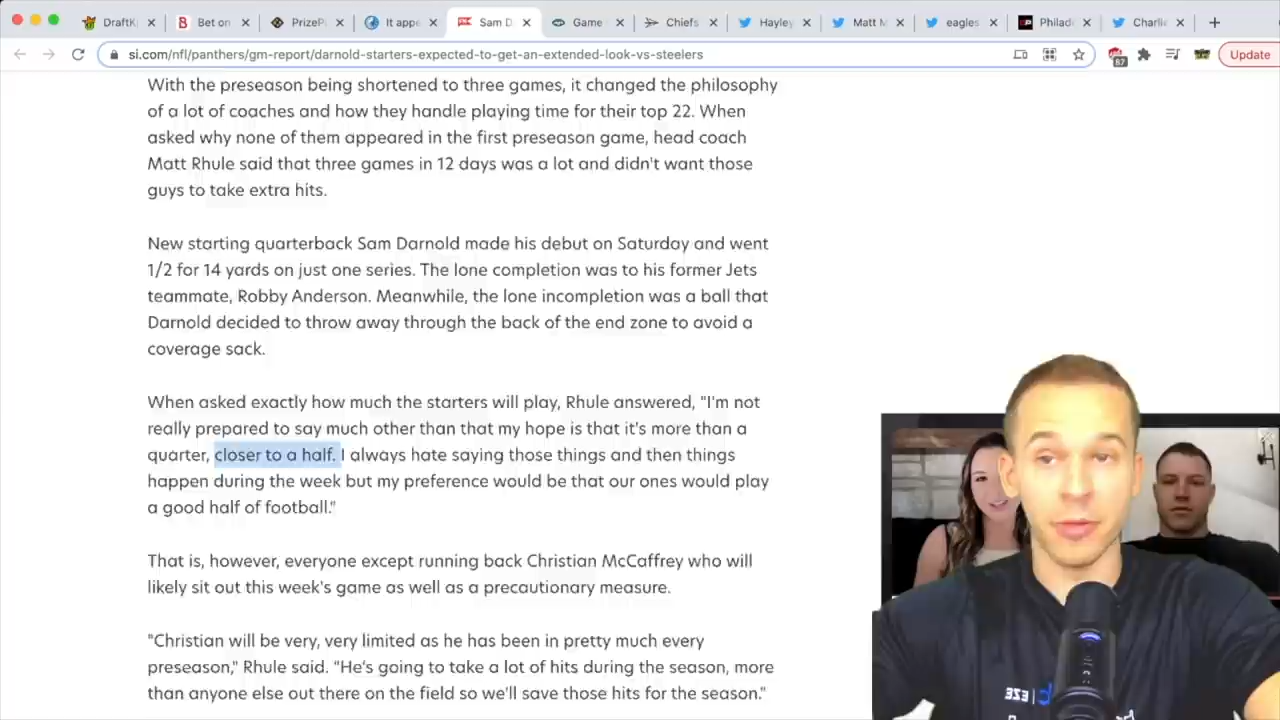 DraftK
Bet on
PrizePi
It appe
Sam D
Game
Chiefs
Hayley
Matt M
eagles
Philad
Charlie
si.com/nfl/panthers/gm-report/darnold-starters-expected-to-get-an-extended-look-vs-steelers
87
Update
With the preseason being shortened to three games, it changed the philosophy
of a lot of coaches and how they handle playing time for their top 22. When
asked why none of them appeared in the first preseason game, head coach
Matt Rhule said that three games in 12 days was a lot and didn't want those
guys to take extra hits.
New starting quarterback Sam Darnold made his debut on Saturday and went
1/2 for 14 yards on just one series. The lone completion was to his former Jets
teammate, Robby Anderson. Meanwhile, the lone incompletion was a ball that
Darnold decided to throw away through the back of the end zone to avoid a
coverage sack.
When asked exactly how much the starters will play, Rhule answered, "I'm not
really prepared to say much other than that my hope is that it's more than a
quarter, closer to a half. I always hate saying those things and then things
happen during the week but my preference would be that our ones would play
a good half of football."
That is, however, everyone except running back Christian McCaffrey who will
likely sit out this week's game as well as a precautionary measure.
"Christian will be very, very limited as he has been in pretty much every
preseason," Rhule said. "He's going to take a lot of hits during the season, more
than anyone else out there on the field so we'll save those hits for the season."